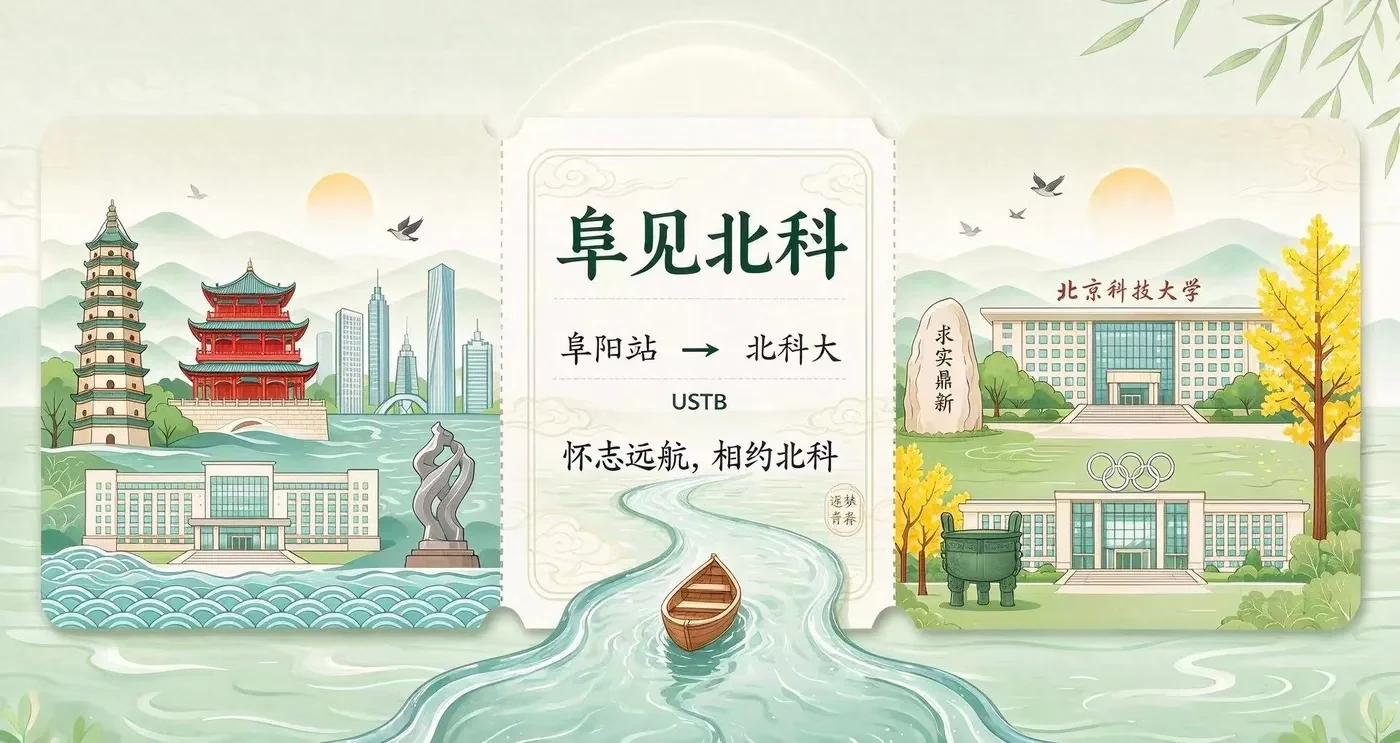 阜见北科
阜阳站 → 北科大
USTB
怀志远航，相约北科
北京科技大学
求实鼎新